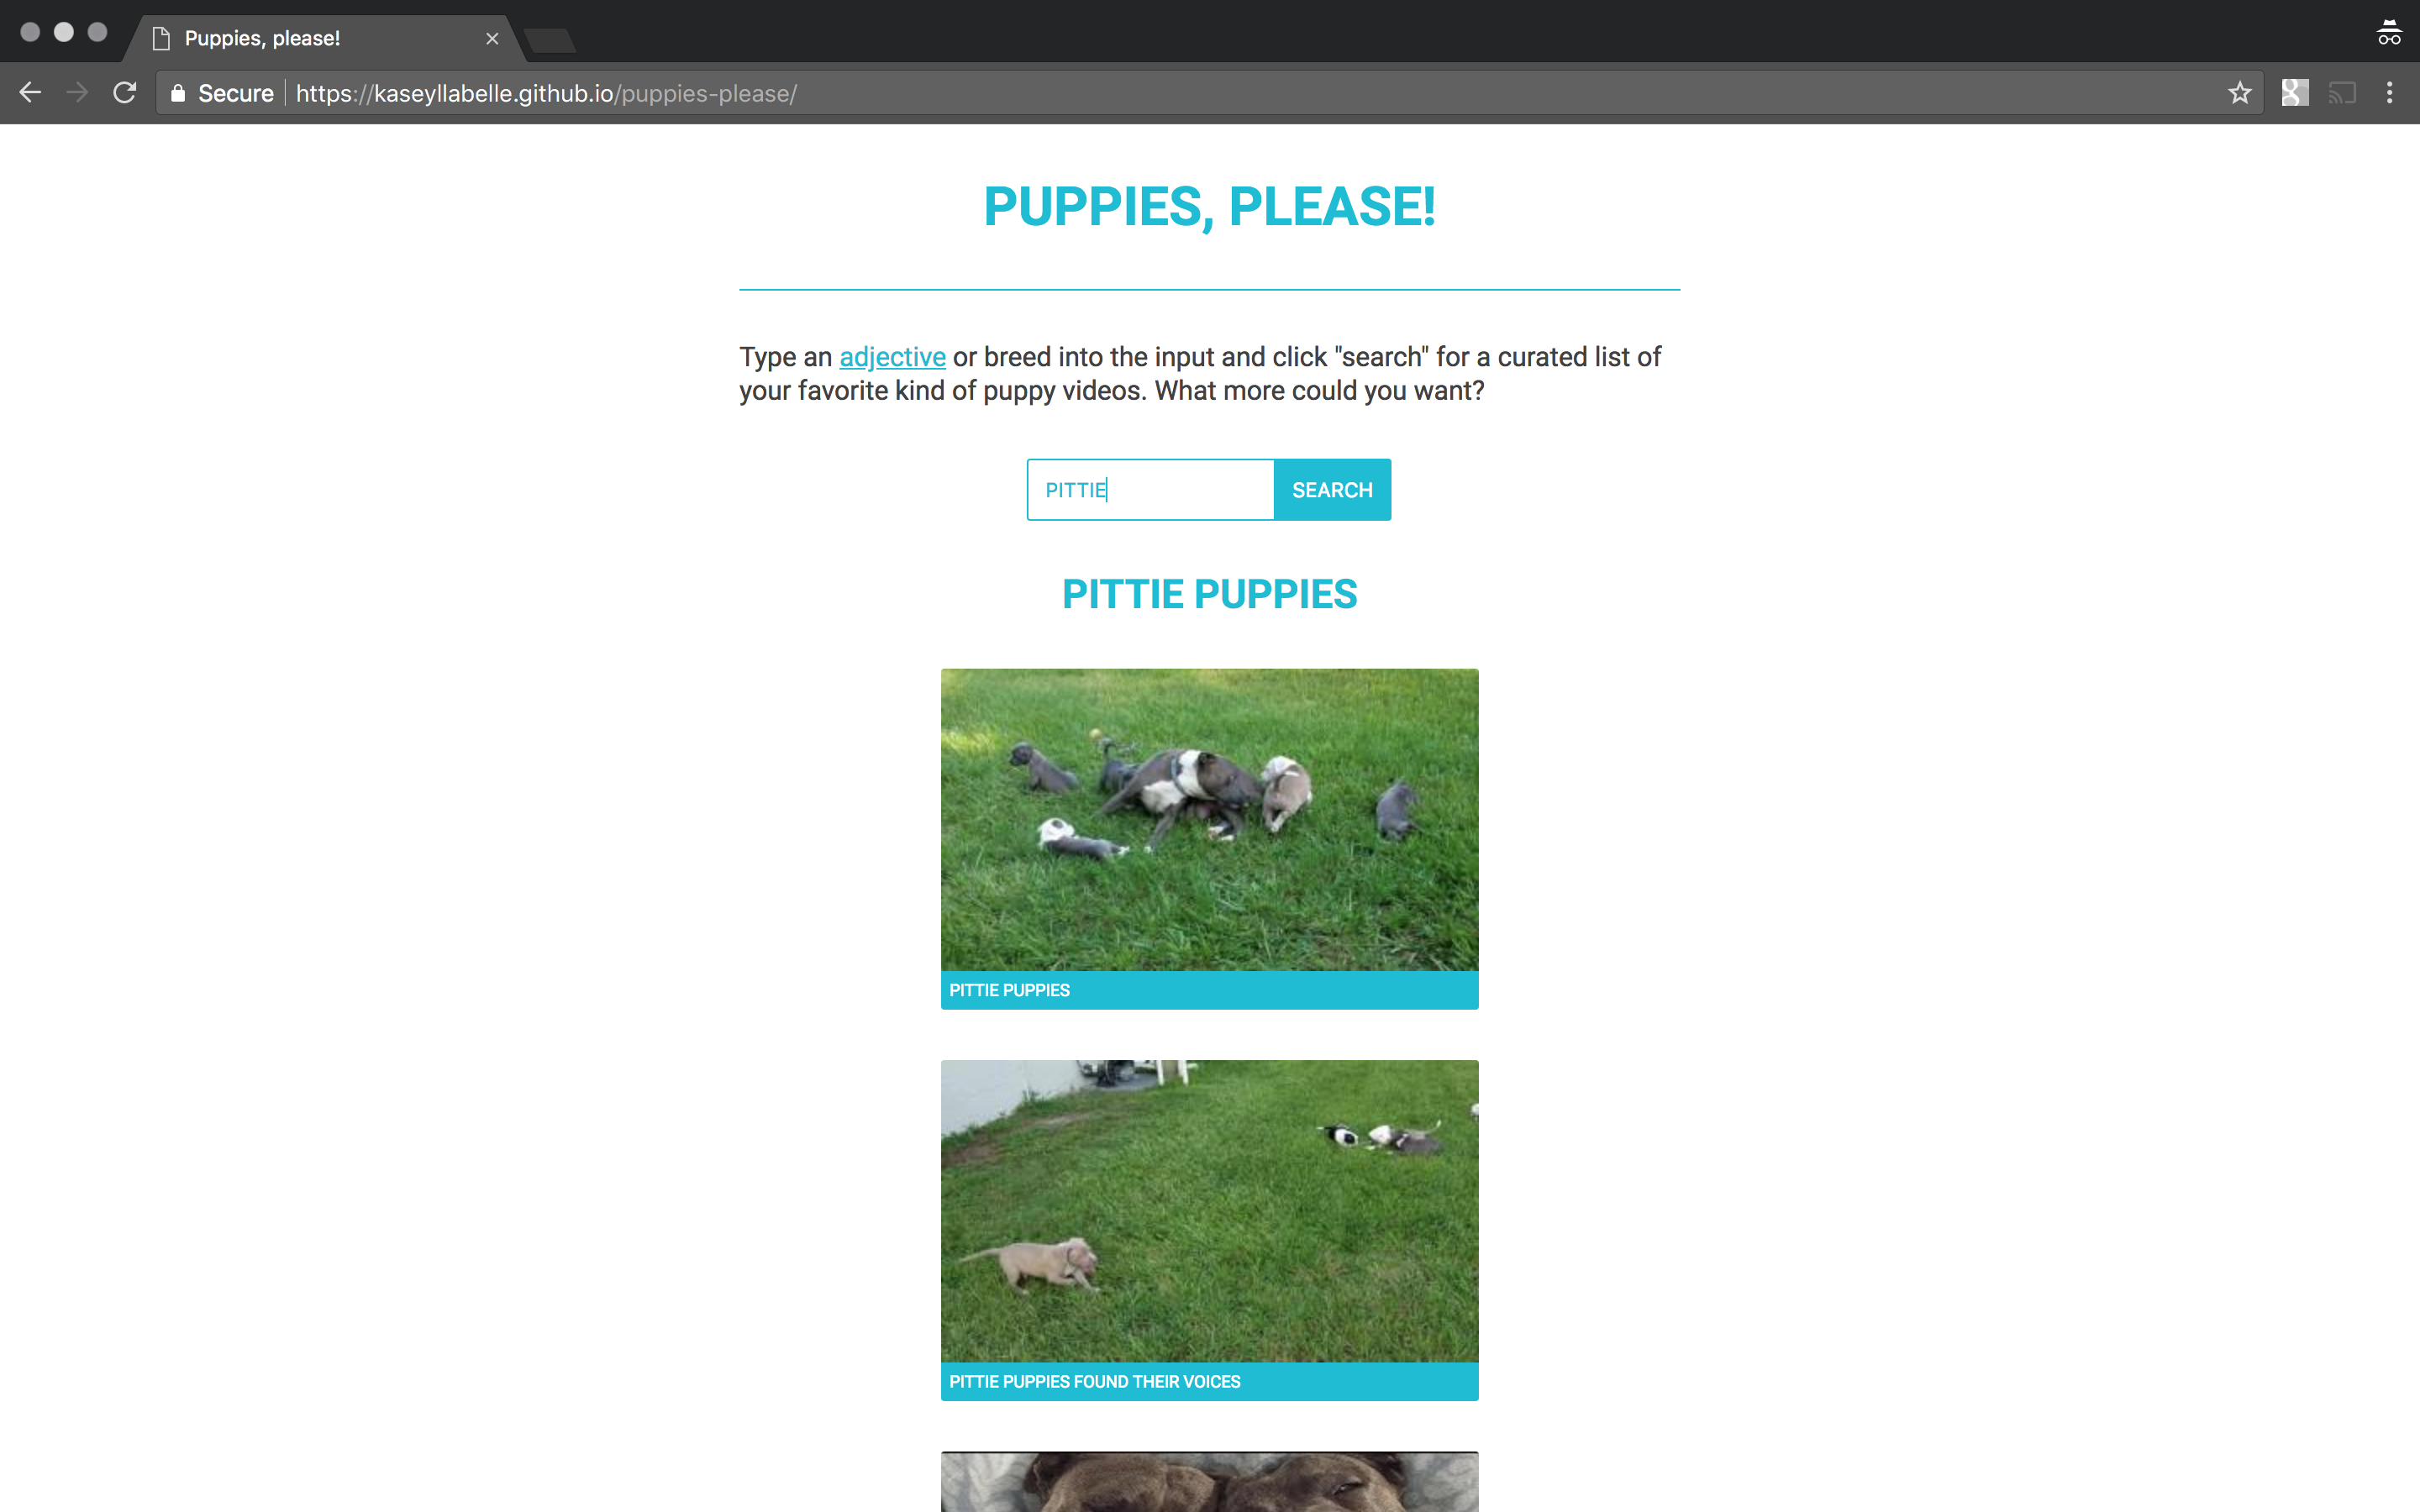 Puppies, please!
Secure https://kaseyllabelle.github.io/puppies-please/
PUPPIES, PLEASE!
Type an adjective or breed into the input and click "search" for a curated list of
your favorite kind of puppy videos. What more could you want?
PITTIE SEARCH
PITTIE PUPPIES
PITTIE PUPPIES
PITTIE PUPPIES FOUND THEIR VOICES